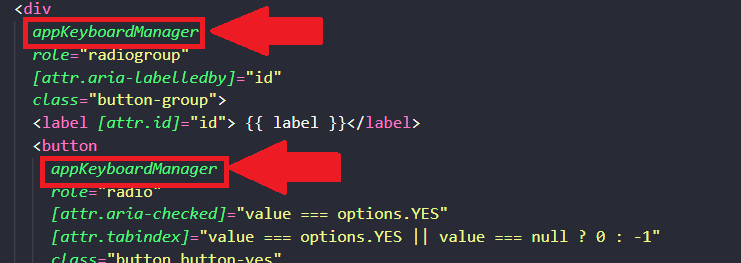 <div
appKeyboardManager
role="radiogroup"
[attr.aria-labelledby]="id"
class="button-group">
<label [attr.id]="id"> {{ label }}</label>
<button
appKeyboardManager
role="radio"
[attr.aria-checked]="value === options.YES"
[attr.tabindex]="value === options.YES || value === null ? 0 : -1"
class="button button-yes"